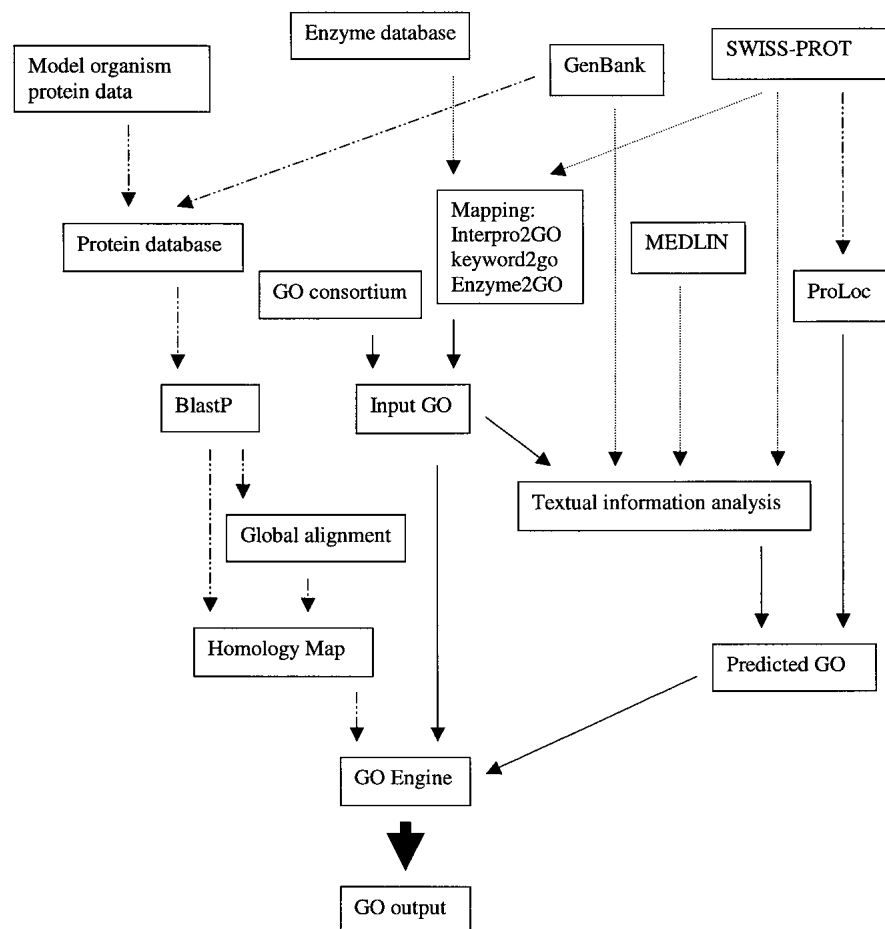 Enzyme database
SWISS-PROT
Model organism
protein data
GenBank
Protein database
Mapping:
Interpro2GO
keyword2go
Enzyme2GO
MEDLIN
GO consortium
ProLoc
BlastP
Input GO
Textual information analysis
Global alignment
Homology Map
Predicted GO
GO Engine
GO output